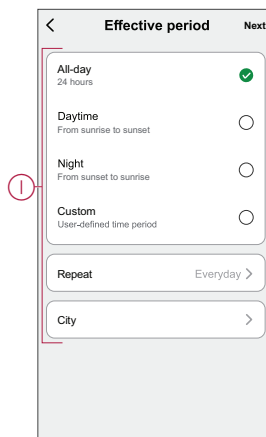 Effective period Next
All-day
24 hours
Daytime
From sunrise to sunset
Night
From sunset to sunrise
Custom
User-defined time period
Repeat Everyday
City